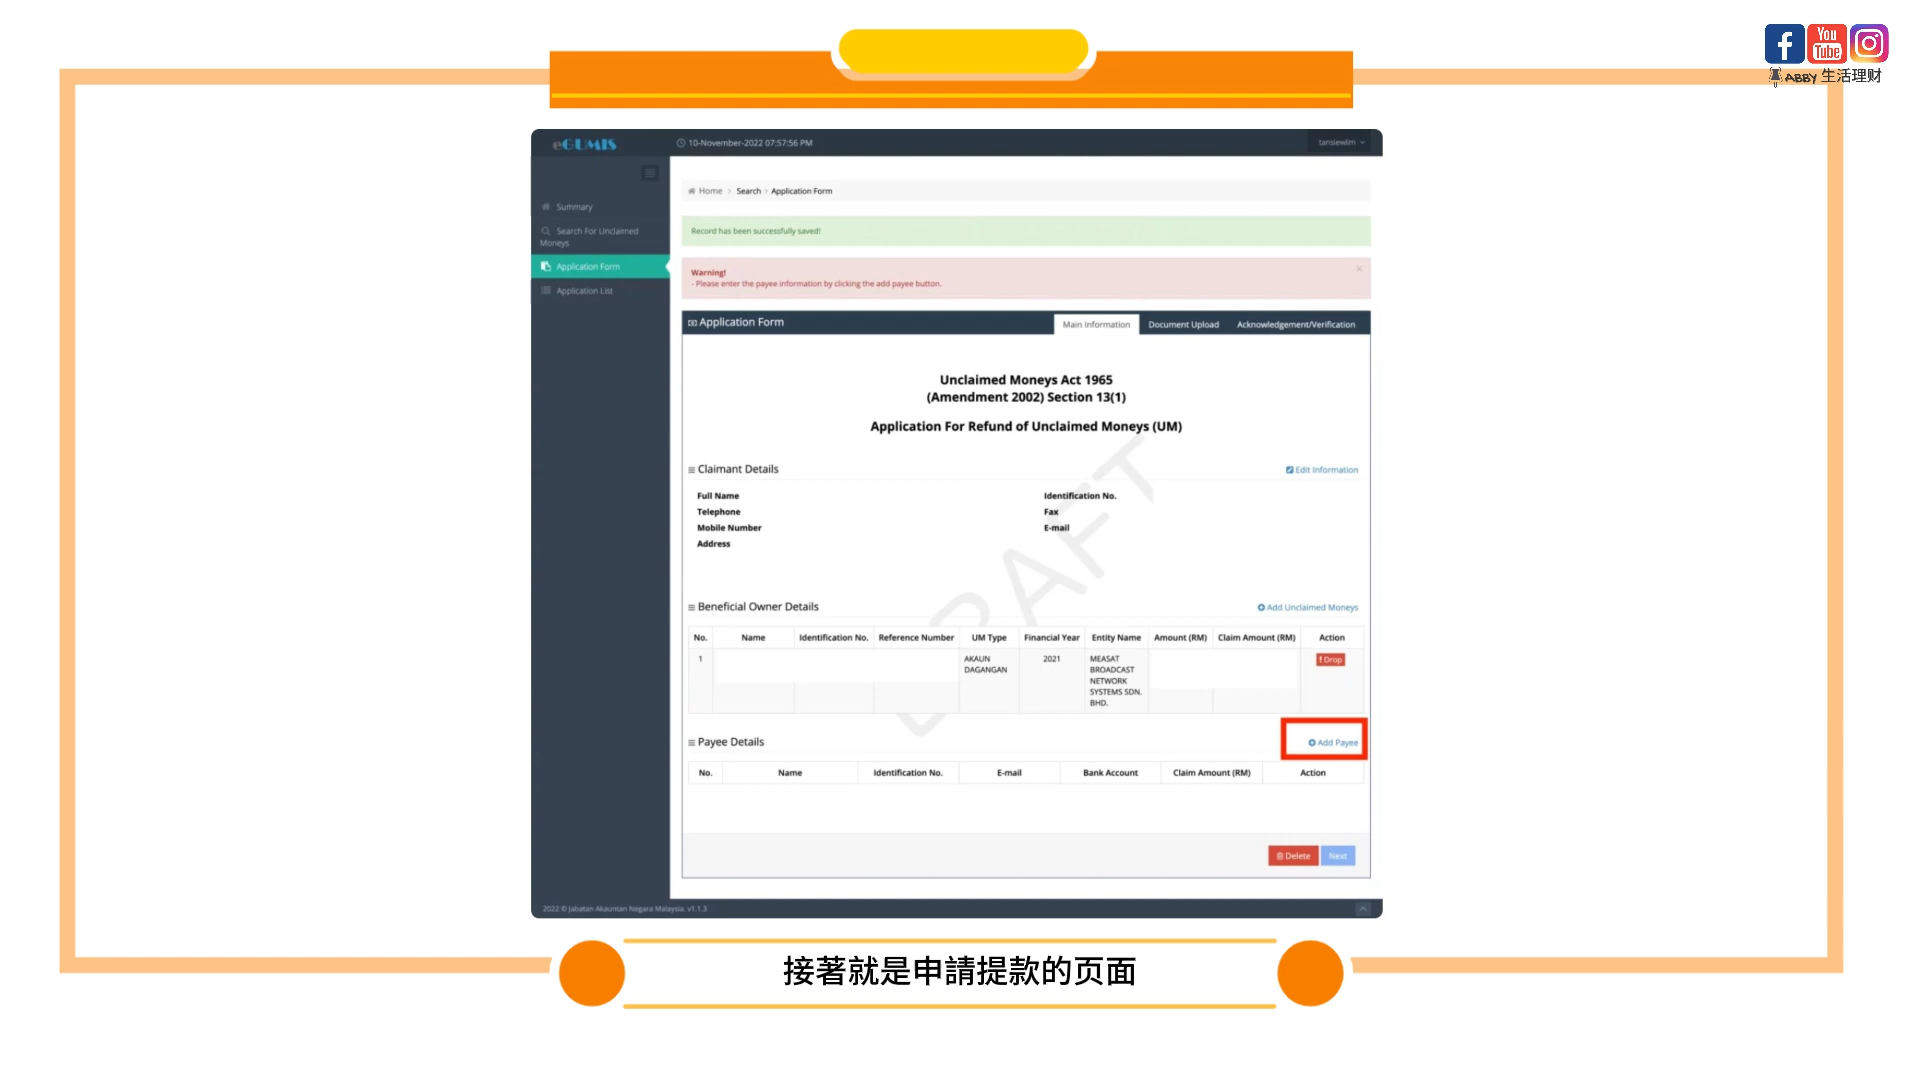 You
Tube
ABBY 生活理财
eGUMIS
10-November-2022 07:57:56 PM
tansiewlim
Home > Search > Application Form
Summary
Search For Unclaimed
Moneys
Application Form
Application List
Record has been successfully saved!
Warning!
- Please enter the payee information by clicking the add payee button.
Application Form
Main Information
Document Upload
Acknowledgement/Verification
Unclaimed Moneys Act 1965
(Amendment 2002) Section 13(1)
Application For Refund of Unclaimed Moneys (UM)
DRAFT
Claimant Details
Edit Information
Full Name
Identification No.
Telephone
Fax
Mobile Number
E-mail
Address
Beneficial Owner Details
Add Unclaimed Moneys
No. Name Identification No. Reference Number UM Type Financial Year Entity Name Amount (RM) Claim Amount (RM) Action
1 AKAUN DAGANGAN 2021 MEASAT BROADCAST NETWORK SYSTEMS SDN. BHD. ! Drop
Payee Details
Add Payee
No. Name Identification No. E-mail Bank Account Claim Amount (RM) Action
Delete
Next
2022 © Jabatan Akauntan Negara Malaysia. v1.1.3
接著就是申請提款的页面